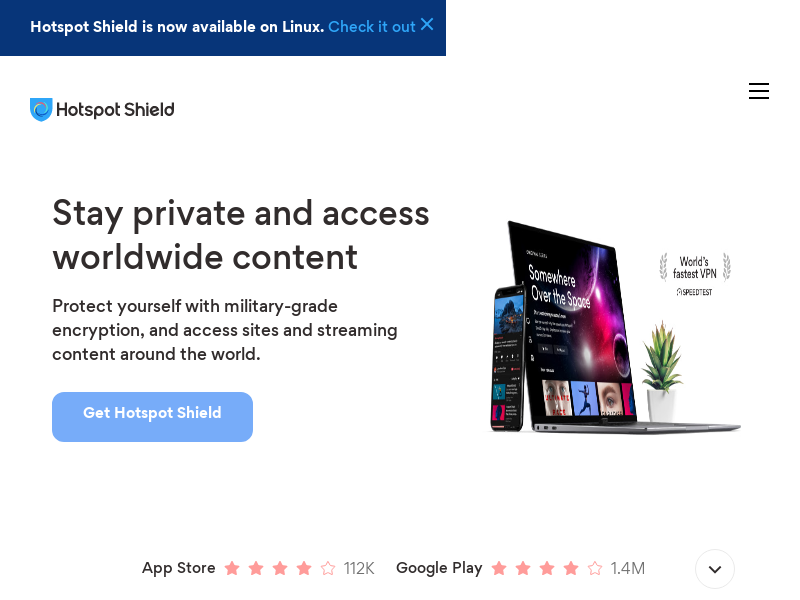 Hotspot Shield is now available on Linux. Check it out
Hotspot Shield
Stay private and access
worldwide content
Protect yourself with military-grade
encryption, and access sites and streaming
content around the world.
Get Hotspot Shield
World's
fastest VPN
SPEEDTEST
Somewhere
Over the Space
App Store 112K
Google Play 1.4M